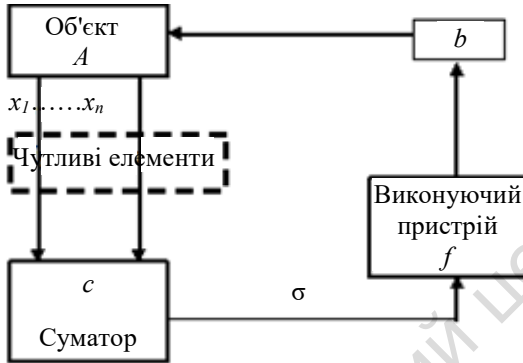 Об'єкт
A
b
x1……xn
Чутливі елементи
Виконуючий
пристрій
f
c
σ
Суматор